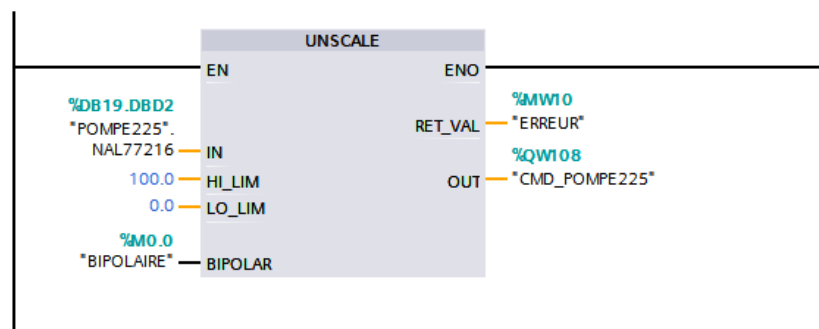 UNSCALE
EN
ENO
%DB19.DBD2
"POMPE225".
NAL77216
IN
100.0
HI_LIM
0.0
LO_LIM
%M0.0
"BIPOLAIRE"
BIPOLAR
%MW10
RET_VAL
"ERREUR"
%QW108
OUT
"CMD_POMPE225"